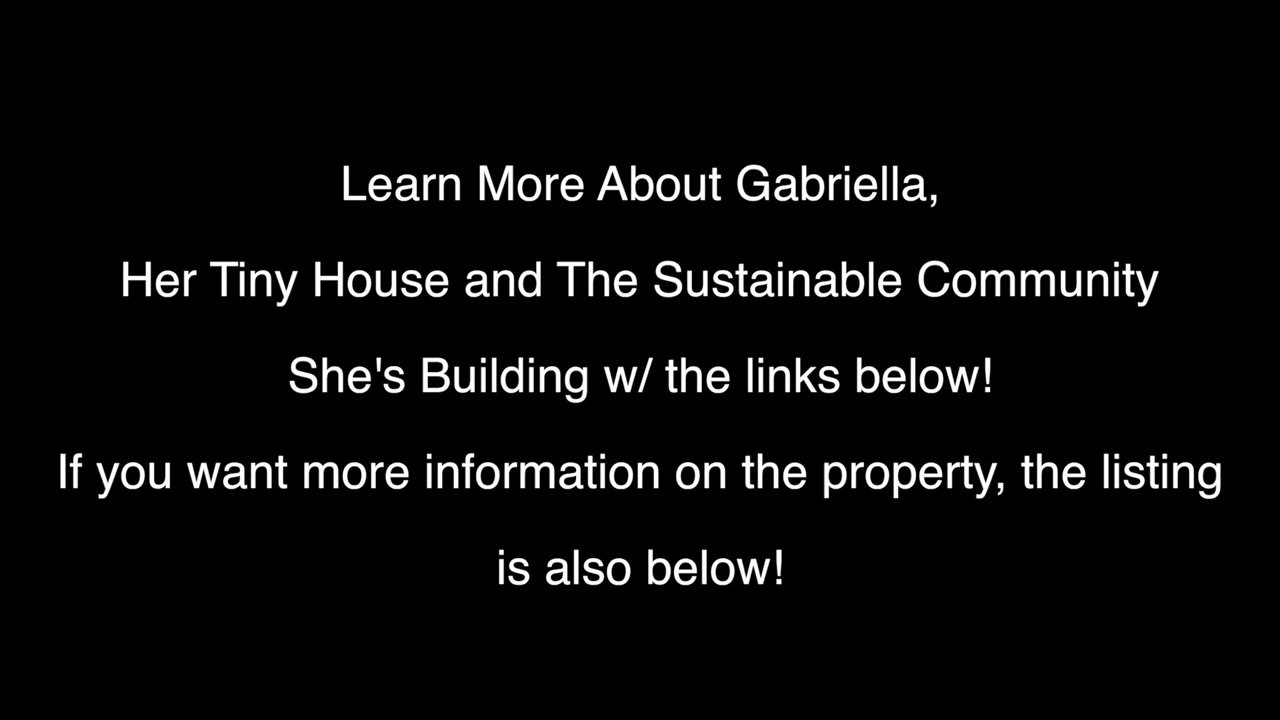 Learn More About Gabriella,
Her Tiny House and The Sustainable Community
She's Building w/ the links below!
If you want more information on the property, the listing
is also below!